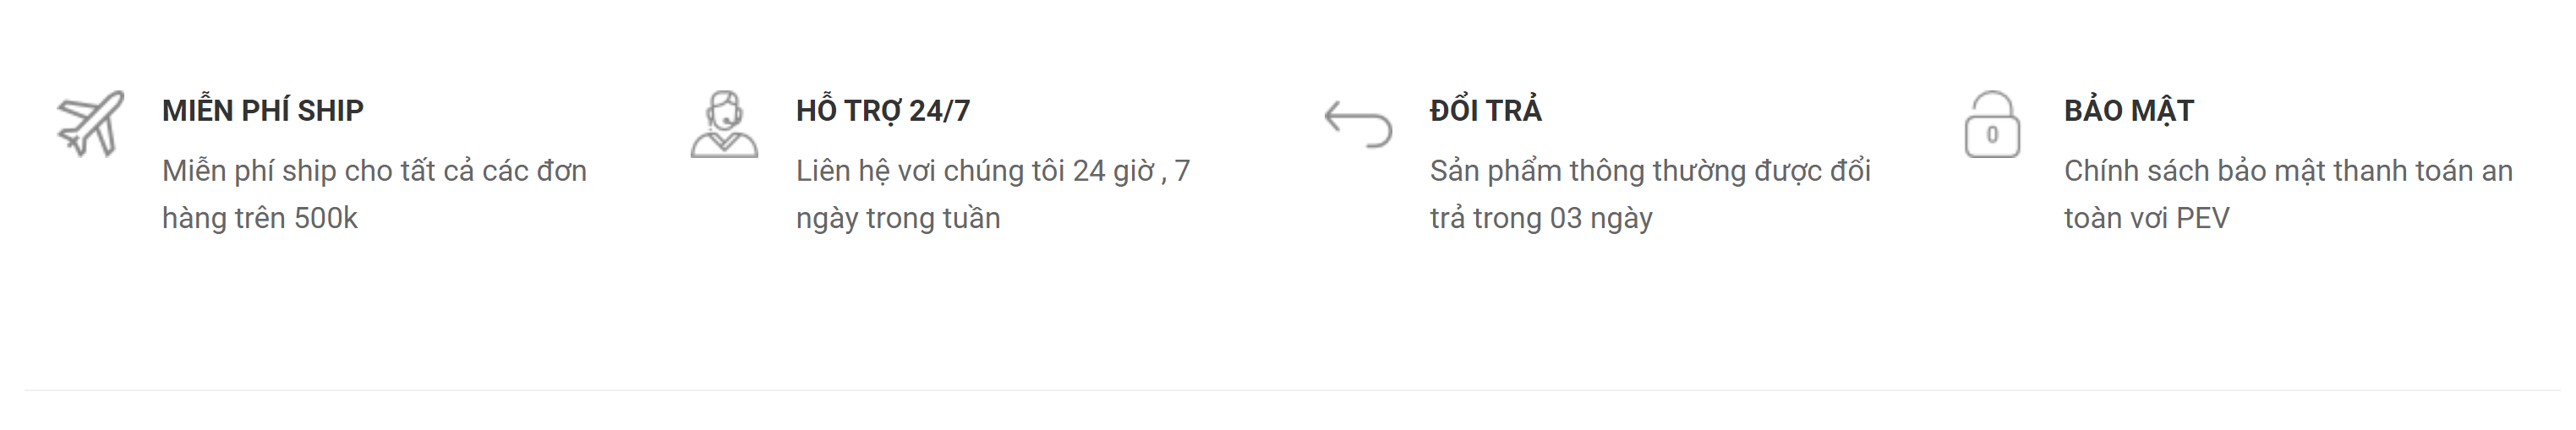 MIỄN PHÍ SHIP
Miễn phí ship cho tất cả các đơn
hàng trên 500k
HỖ TRỢ 24/7
Liên hệ vơi chúng tôi 24 giờ , 7
ngày trong tuần
ĐỔI TRẢ
Sản phẩm thông thường được đổi
trả trong 03 ngày
BẢO MẬT
Chính sách bảo mật thanh toán an
toàn vơi PEV